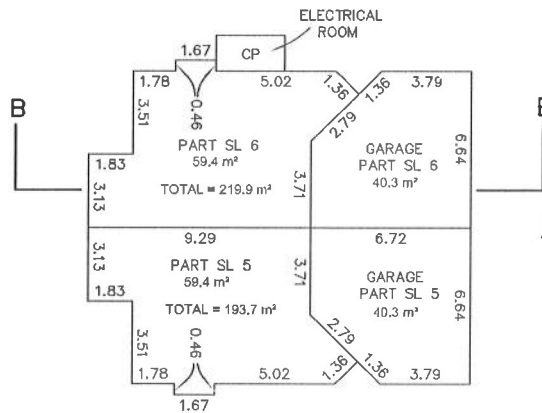 ELECTRICAL
ROOM
1.67
CP
1.78
5.02
1.36
1.36
3.79
B
3.51
0.46
2.79
PART SL 6
59.4 m²
TOTAL = 219.9 m²
GARAGE
PART SL 6
40.3 m²
6.64
1.83
3.13
3.71
9.29
6.72
3.13
PART SL 5
59.4 m²
TOTAL = 193.7 m²
3.71
GARAGE
PART SL 5
40.3 m²
6.64
1.83
3.51
0.46
2.79
1.78
5.02
1.36
1.36
3.79
1.67